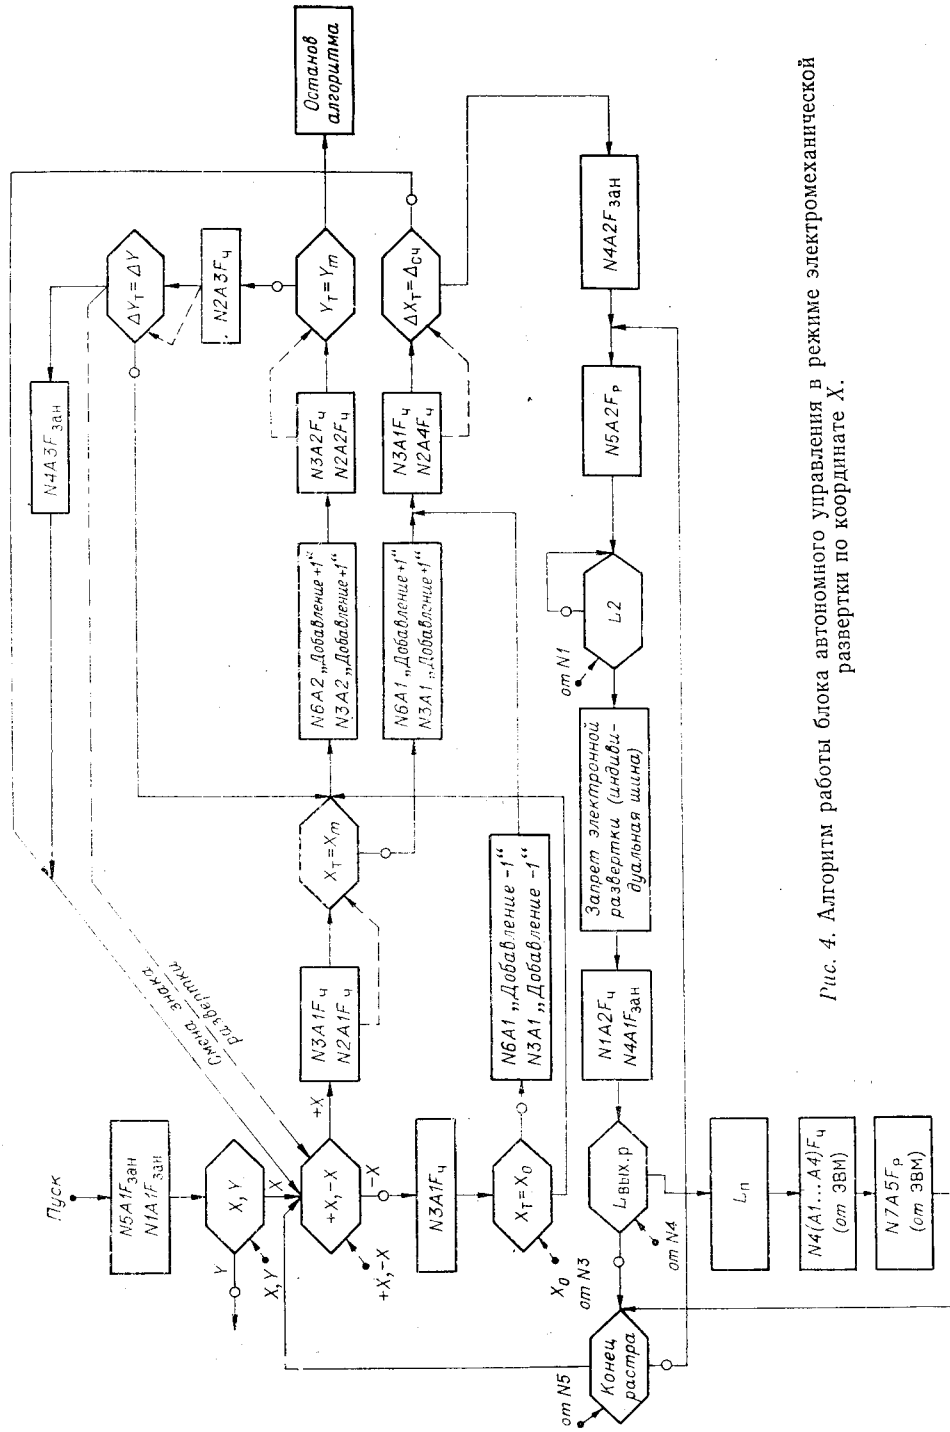 Пуск
N5A1Fзан
N1A1Fзан
X, Y
Y
X
X, Y
+X, -X
+X
-X
+X, -X
Смена знака
развертки
N3A1Fч
N2A1Fч
Xт = Xm
N6A2 „Добавление +1“
N3A2 „Добавление +1“
N3A2Fч
N2A2Fч
Yт = Ym
Останов
алгоритма
N2A3Fч
ΔYт = ΔY
N4A3Fзан
N6A1 „Добавление +1“
N3A1 „Добавление +1“
N3A1Fч
N2A4Fч
ΔXт = Δсч
N3A1Fч
Xт = X0
X0
N6A1 „Добавление -1“
N3A1 „Добавление -1“
N4A2Fзан
N5A2Fр
L2
от N1
Запрет электронной
развертки (индиви-
дуальная шина)
N1A2Fч
N4A1Fзан
Lвых.р
от N3
от N4
Конец
растра
от N5
Lп
N4(A1...A4)Fч
(от ЭВМ)
N7A5Fр
(от ЭВМ)
Рис. 4. Алгоритм работы блока автономного управления в режиме электромеханической
развертки по координате X.